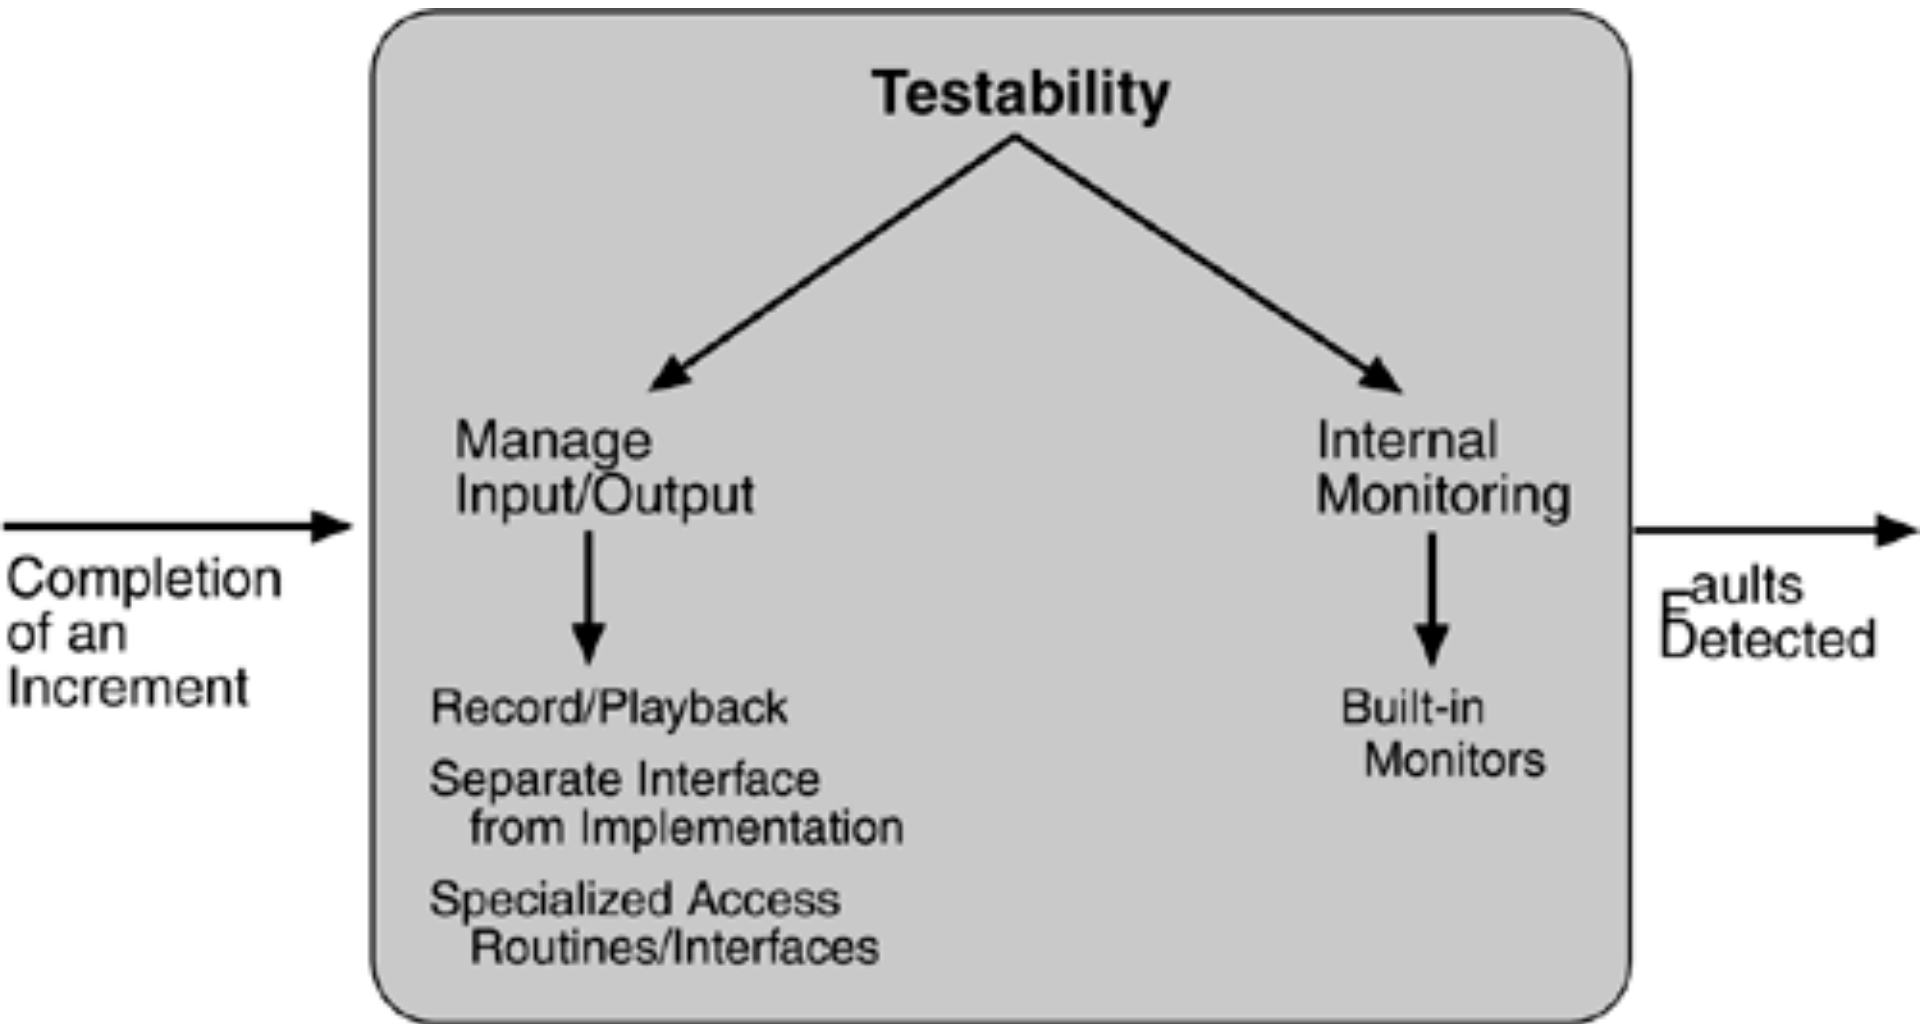 Testability
Manage
Input/Output
Internal
Monitoring
Completion
of an
Increment
Faults
Detected
Record/Playback
Separate Interface
from Implementation
Specialized Access
Routines/Interfaces
Built-in
Monitors